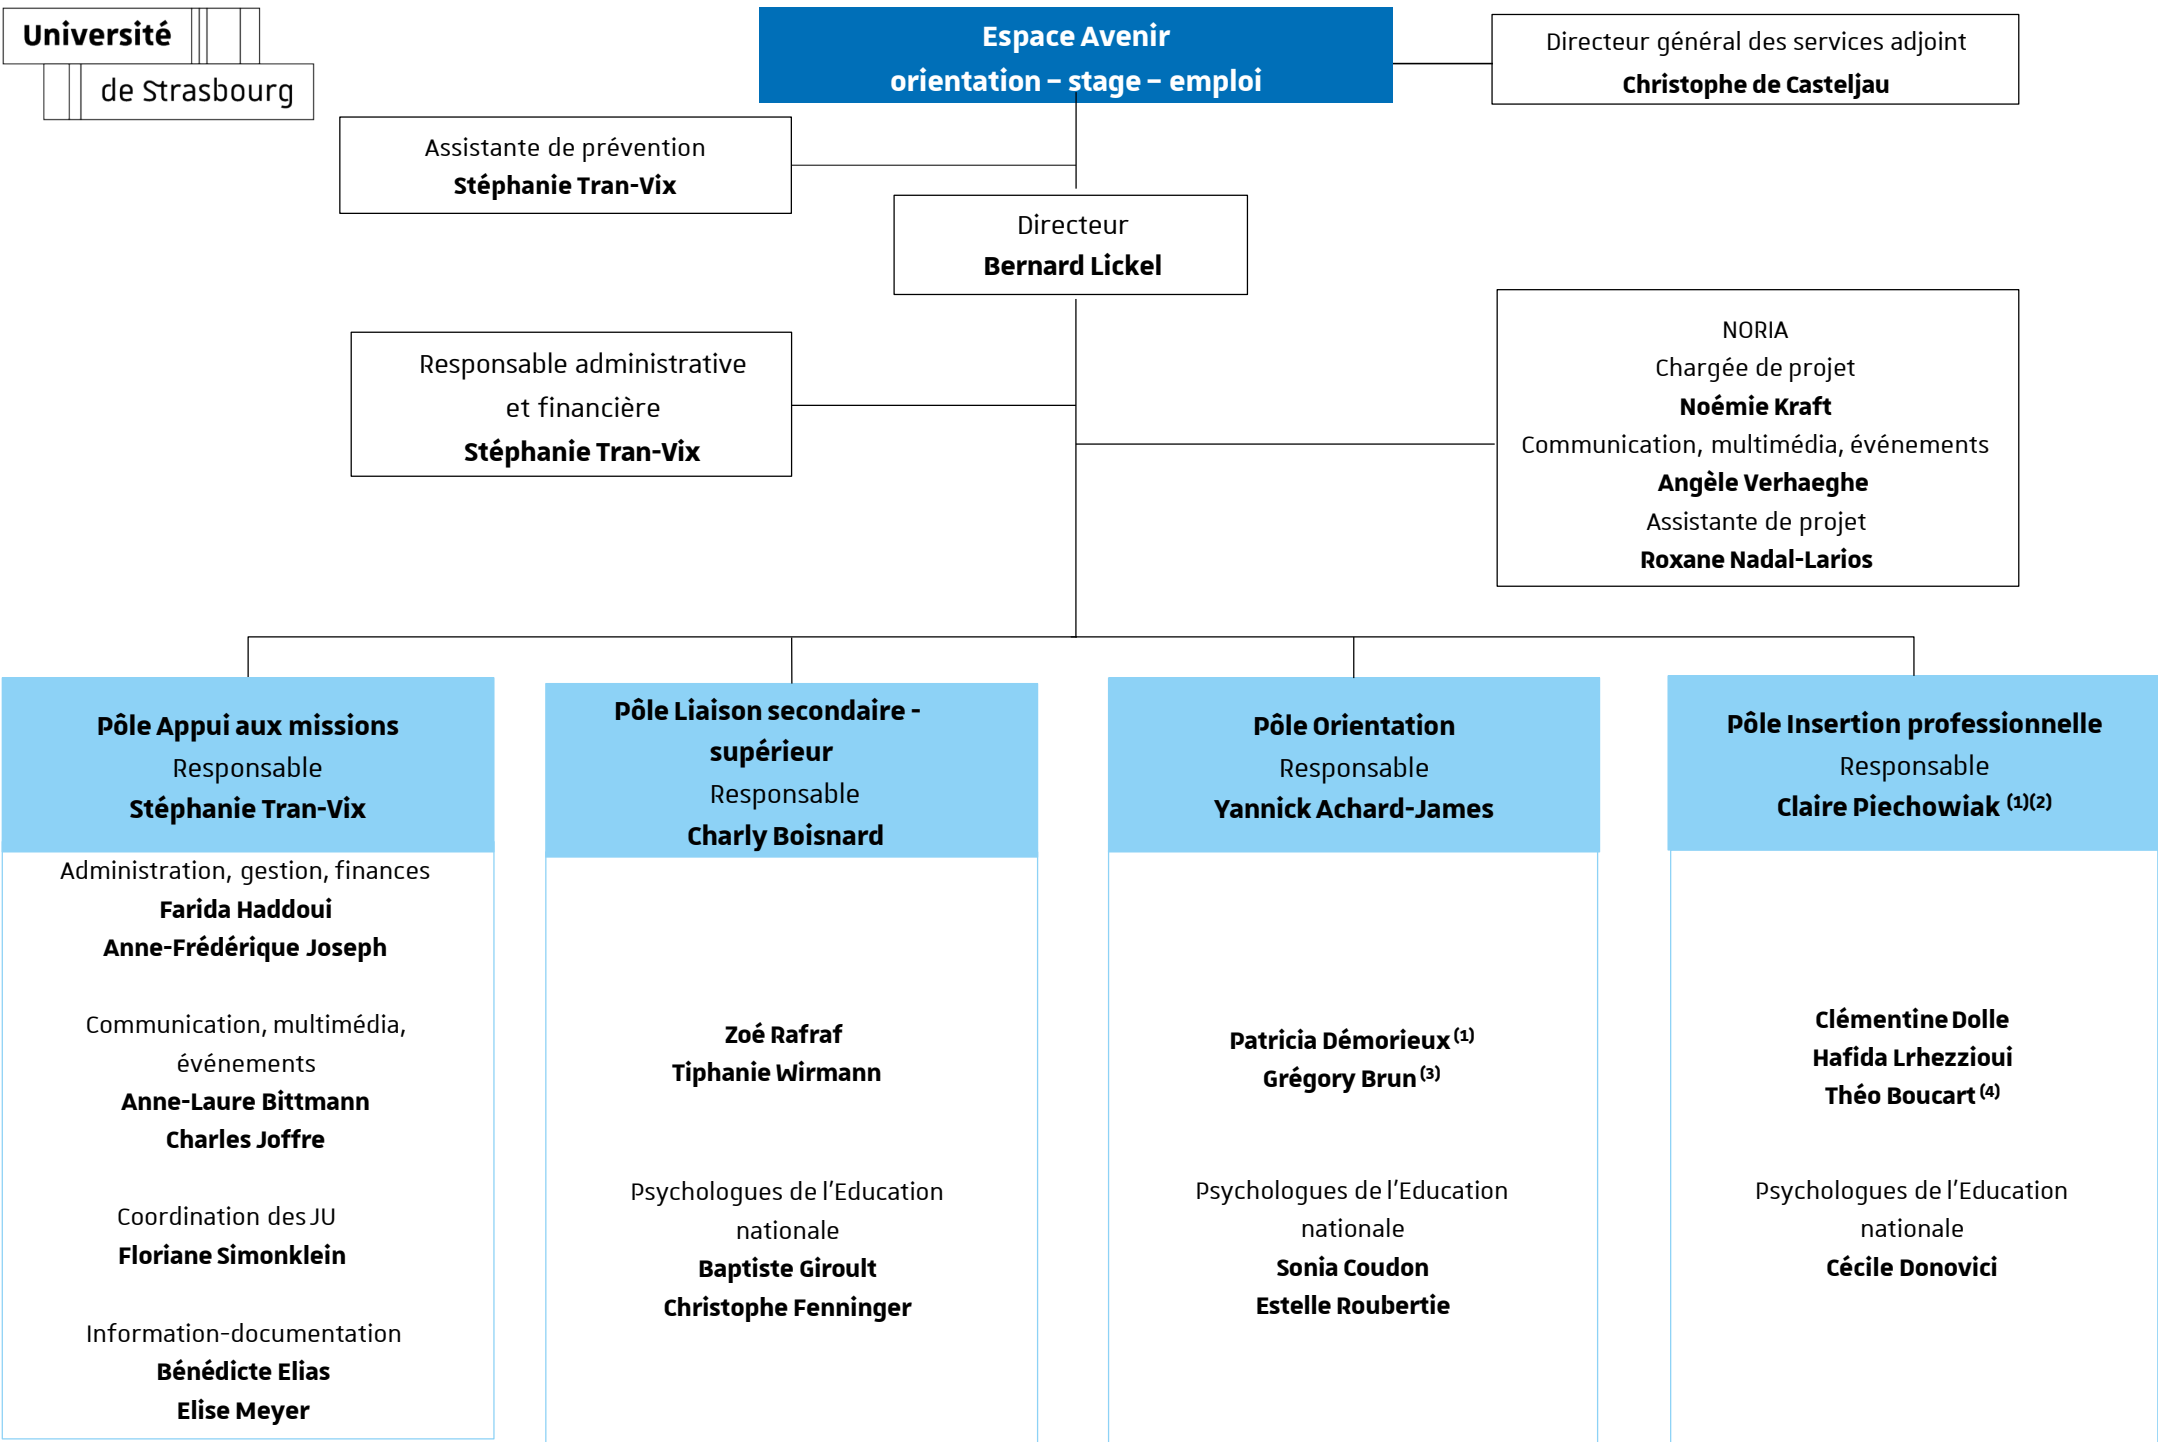 Université
de Strasbourg
Espace Avenir
orientation – stage – emploi
Directeur général des services adjoint
Christophe de Casteljau
Assistante de prévention
Stéphanie Tran-Vix
Directeur
Bernard Lickel
Responsable administrative
et financière
Stéphanie Tran-Vix
NORIA
Chargée de projet
Noémie Kraft
Communication, multimédia, événements
Angèle Verhaeghe
Assistante de projet
Roxane Nadal-Larios
Pôle Appui aux missions
Responsable
Stéphanie Tran-Vix
Administration, gestion, finances
Farida Haddoui
Anne-Frédérique Joseph
Communication, multimédia,
événements
Anne-Laure Bittmann
Charles Joffre
Coordination des JU
Floriane Simonklein
Information-documentation
Bénédicte Elias
Elise Meyer
Pôle Liaison secondaire -
supérieur
Responsable
Charly Boisnard
Zoé Rafraf
Tiphanie Wirmann
Psychologues de l'Education
nationale
Baptiste Giroult
Christophe Fenninger
Pôle Orientation
Responsable
Yannick Achard-James
Patricia Démorieux (1)
Grégory Brun (3)
Psychologues de l'Education
nationale
Sonia Coudon
Estelle Roubertie
Pôle Insertion professionnelle
Responsable
Claire Piechowiak (1)(2)
Clémentine Dolle
Hafida Lrhezzioui
Théo Boucart (4)
Psychologues de l'Education
nationale
Cécile Donovici